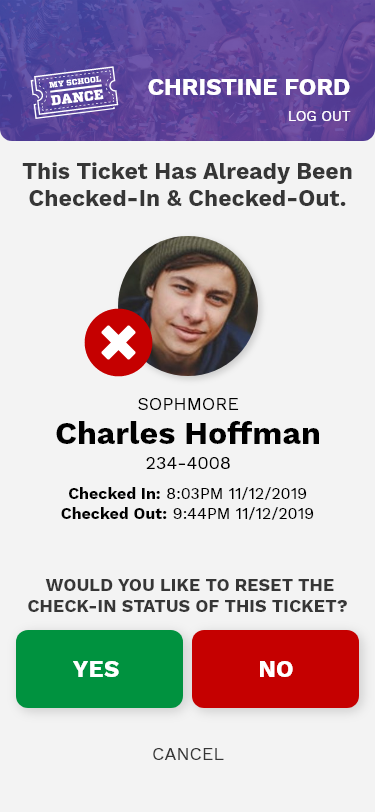 MY SCHOOL
DANCE
CHRISTINE FORD
LOG OUT
This Ticket Has Already Been
Checked-In & Checked-Out.
SOPHMORE
Charles Hoffman
234-4008
Checked In: 8:03PM 11/12/2019
Checked Out: 9:44PM 11/12/2019
WOULD YOU LIKE TO RESET THE
CHECK-IN STATUS OF THIS TICKET?
YES
NO
CANCEL